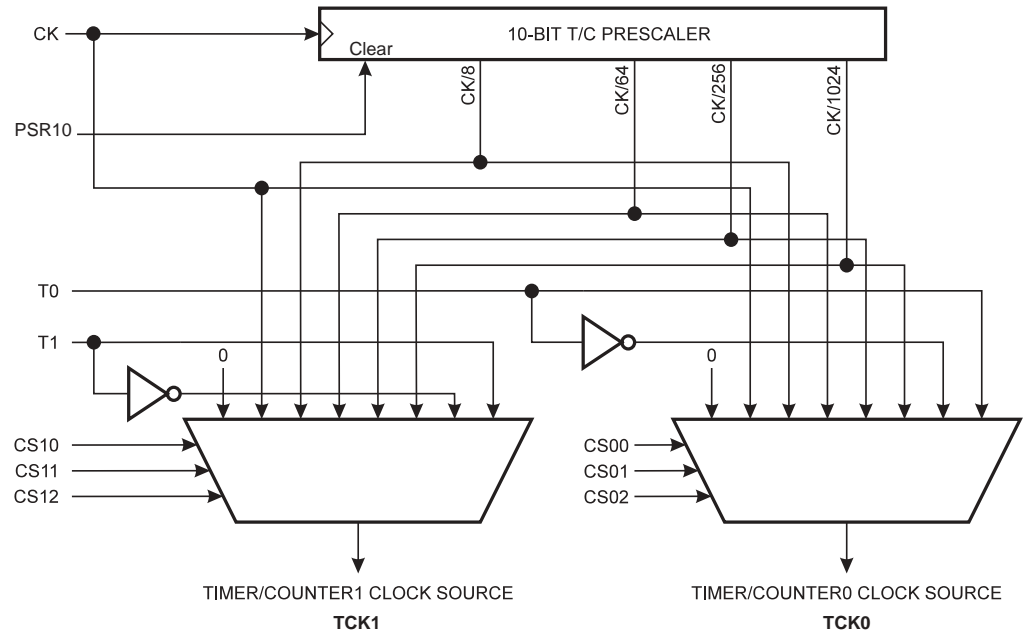 CK
10-BIT T/C PRESCALER
Clear
CK/8
CK/64
CK/256
CK/1024
PSR10
T0
T1
0
0
CS10
CS11
CS12
CS00
CS01
CS02
TIMER/COUNTER1 CLOCK SOURCE
TCK1
TIMER/COUNTER0 CLOCK SOURCE
TCK0